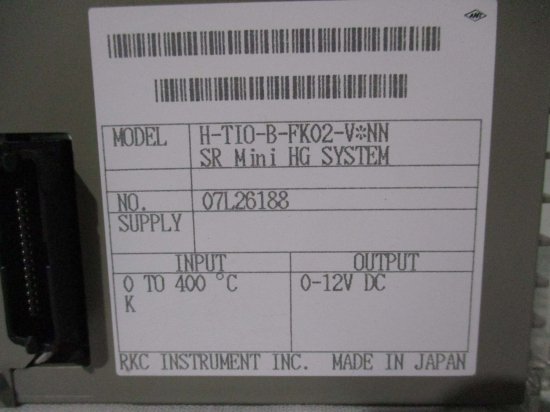 MODEL H-TIO-B-FK02-V*NN
SR Mini HG SYSTEM
NO. 07L26188
SUPPLY
INPUT OUTPUT
0 TO 400 °C 0-12V DC
K
RKC INSTRUMENT INC. MADE IN JAPAN